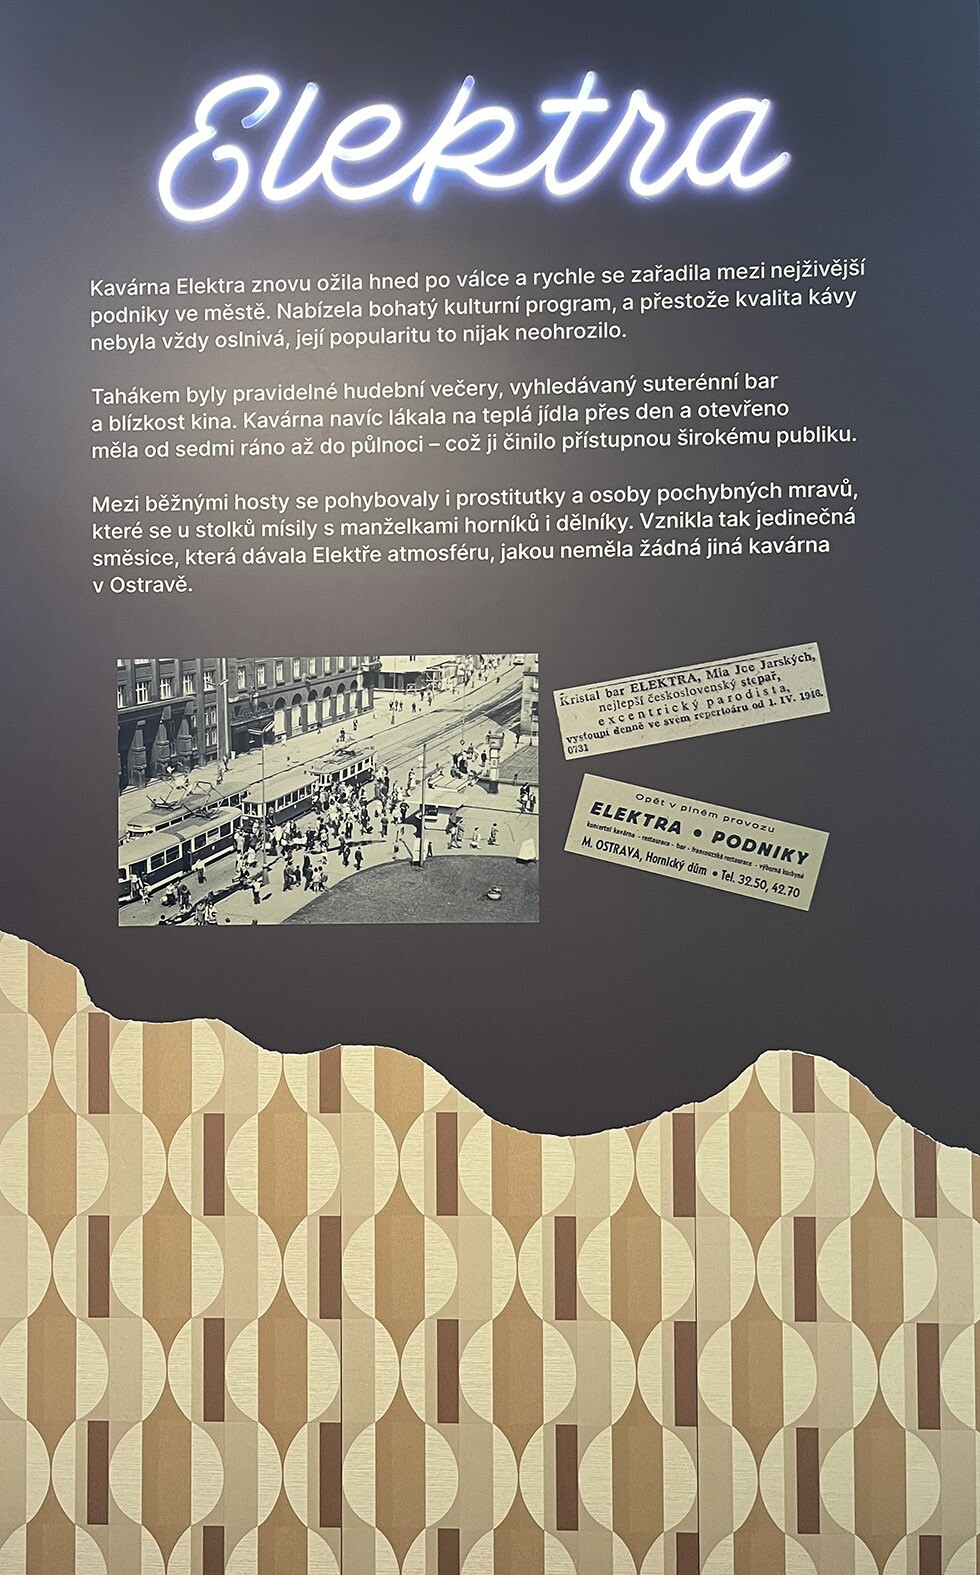 Elektra
Kavárna Elektra znovu ožila hned po válce a rychle se zařadila mezi nejživější
podniky ve městě. Nabízela bohatý kulturní program, a přestože kvalita kávy
nebyla vždy oslnivá, její popularitu to nijak neohrozilo.
Tahákem byly pravidelné hudební večery, vyhledávaný suterénní bar
a blízkost kina. Kavárna navíc lákala na teplá jídla přes den a otevřeno
měla od sedmi ráno až do půlnoci – což ji činilo přístupnou širokému publiku.
Mezi běžnými hosty se pohybovaly i prostitutky a osoby pochybných mravů,
které se u stolků mísily s manželkami horníků i dělníky. Vznikla tak jedinečná
směsice, která dávala Elektře atmosféru, jakou neměla žádná jiná kavárna
v Ostravě.
Kristal bar ELEKTRA, Mia Joe Jarských,
nejlepší československý stepař,
excentrický parodista,
vystoupí denně ve svém repertoáru od 1. IV. 1946.
0731
Opět v plném provozu
ELEKTRA • PODNIKY
koncertní kavárna - restaurace - bar - francouzská restaurace - výborná kuchyně
M. OSTRAVA, Hornický dům • Tel. 32.50, 42.70